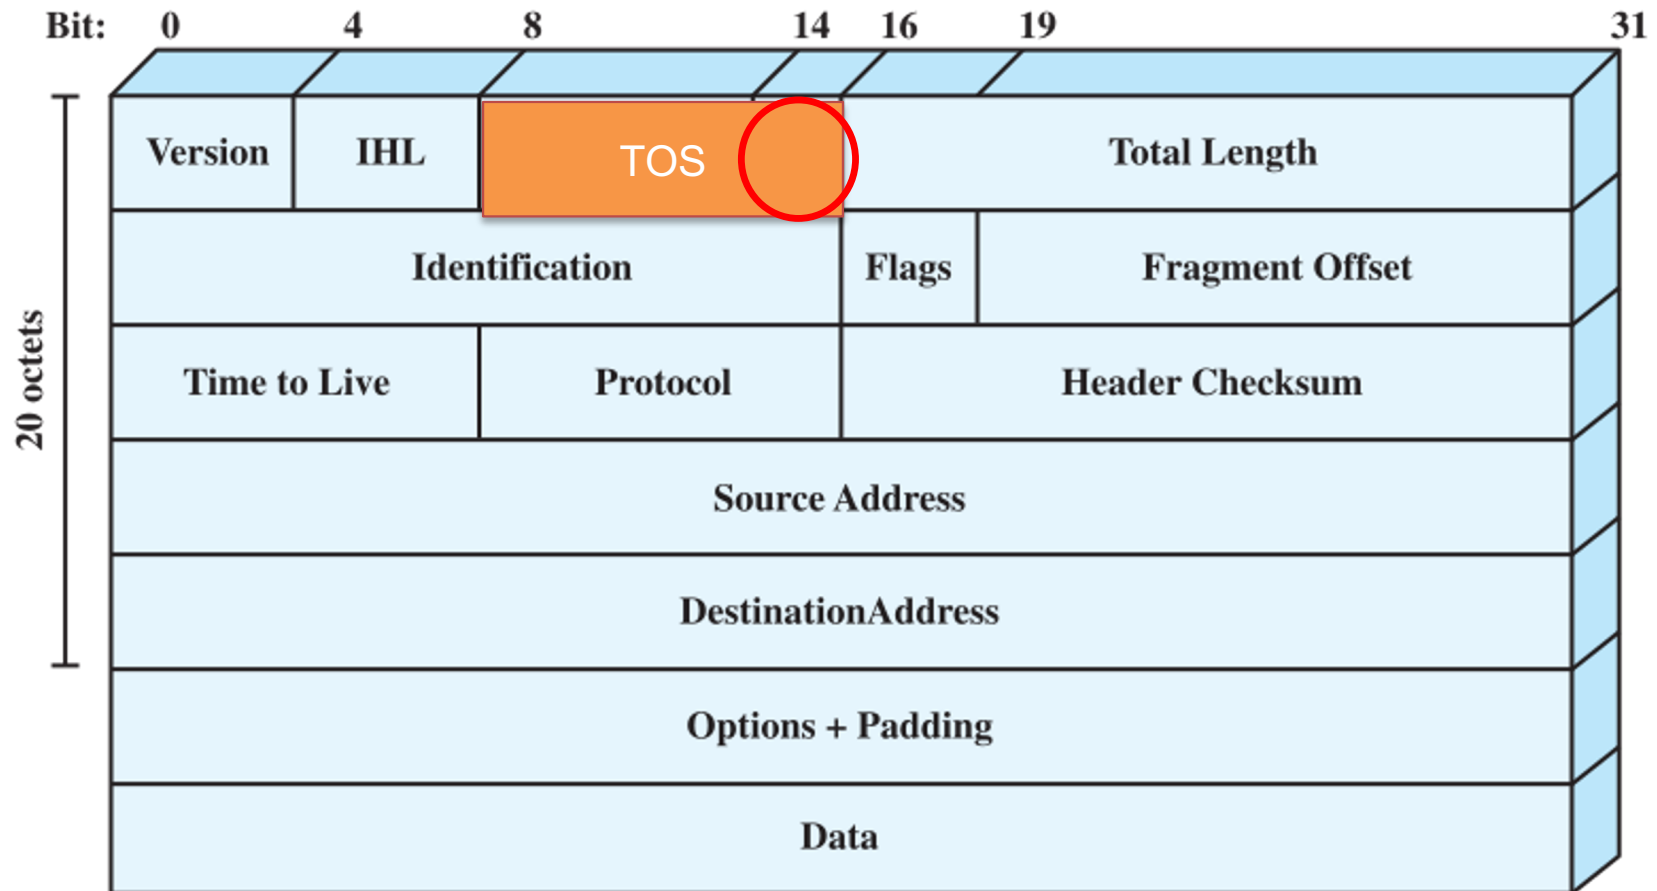 Bit: 0 4 8 14 16 19 31
Version IHL TOS Total Length
Identification Flags Fragment Offset
Time to Live Protocol Header Checksum
Source Address
DestinationAddress
Options + Padding
Data
20 octets